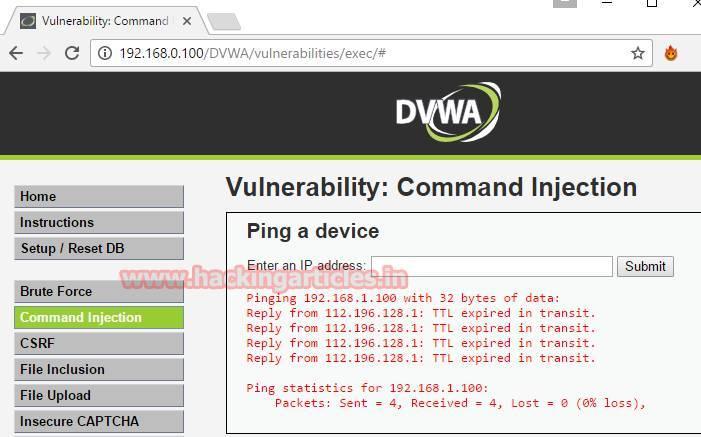 Vulnerability: Command I
192.168.0.100/DVWA/vulnerabilities/exec/#
DVWA
Home
Instructions
Setup / Reset DB
Brute Force
Command Injection
CSRF
File Inclusion
File Upload
Insecure CAPTCHA
Vulnerability: Command Injection
Ping a device
Enter an IP address:
Submit
www.hackingarticles.in
Pinging 192.168.1.100 with 32 bytes of data:
Reply from 112.196.128.1: TTL expired in transit.
Reply from 112.196.128.1: TTL expired in transit.
Reply from 112.196.128.1: TTL expired in transit.
Reply from 112.196.128.1: TTL expired in transit.
Ping statistics for 192.168.1.100:
Packets: Sent = 4, Received = 4, Lost = 0 (0% loss),